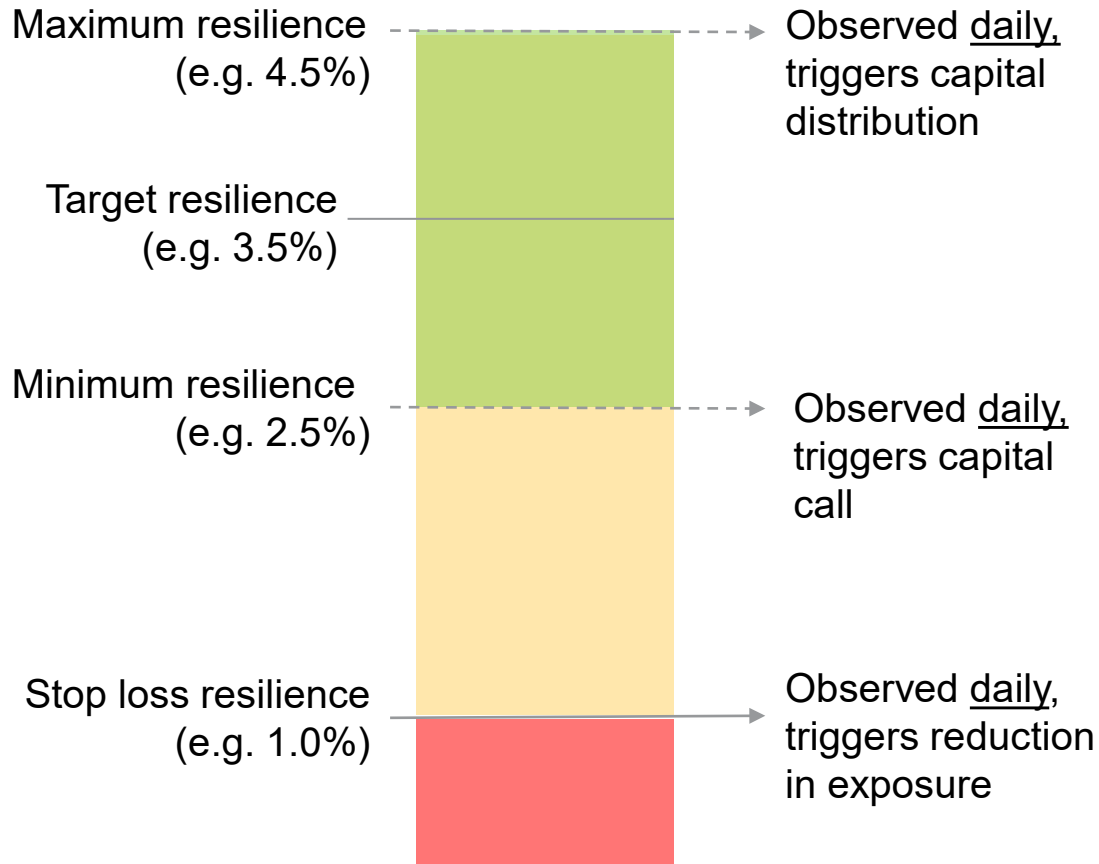 Maximum resilience
(e.g. 4.5%)
Observed daily,
triggers capital
distribution
Target resilience
(e.g. 3.5%)
Minimum resilience
(e.g. 2.5%)
Observed daily,
triggers capital
call
Stop loss resilience
(e.g. 1.0%)
Observed daily,
triggers reduction
in exposure